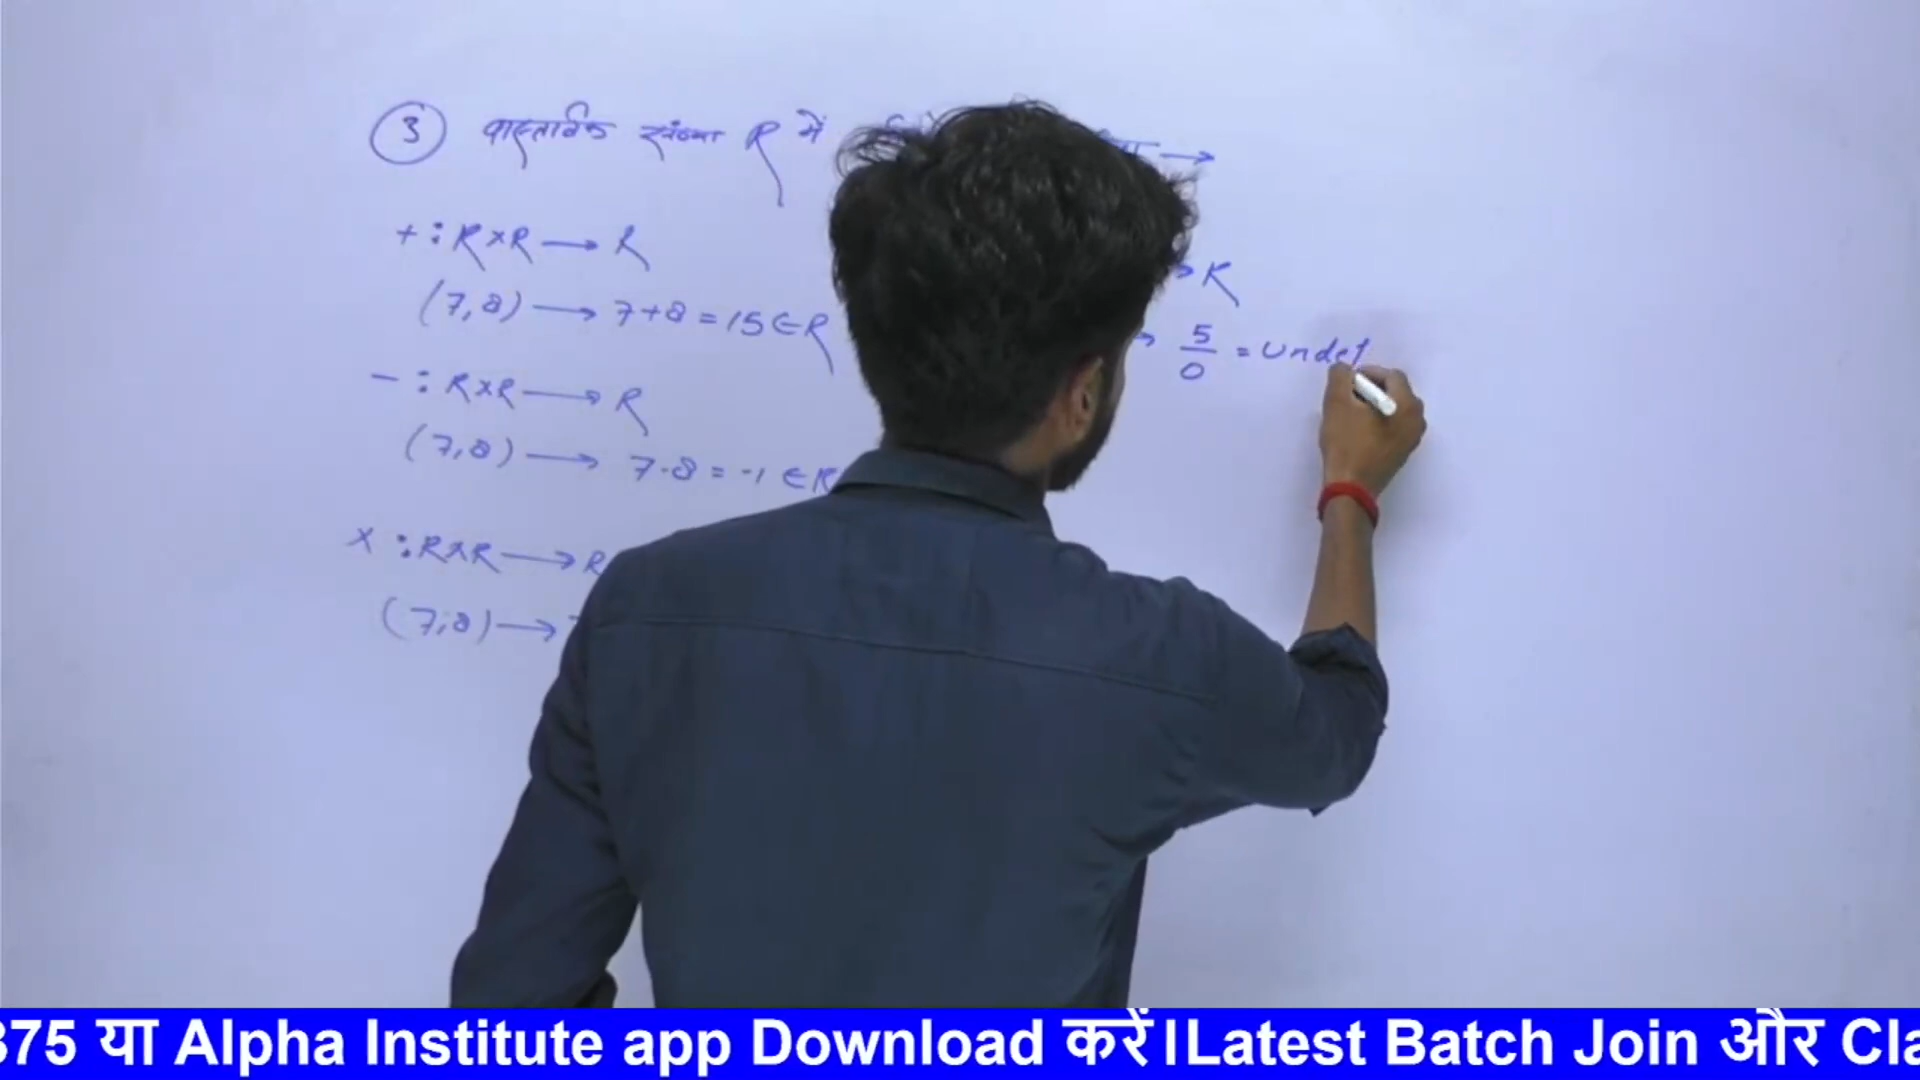 3 वास्तविक संख्या R में →
+ : R×R → R
(7,8) → 7+8 = 15 ∈ R
- : R×R → R
(7,8) → 7-8 = -1 ∈ R
× : R×R → R
(7,8) →
→ R
→ 5/0 = undef
375 या Alpha Institute app Download करें।Latest Batch Join और Cla